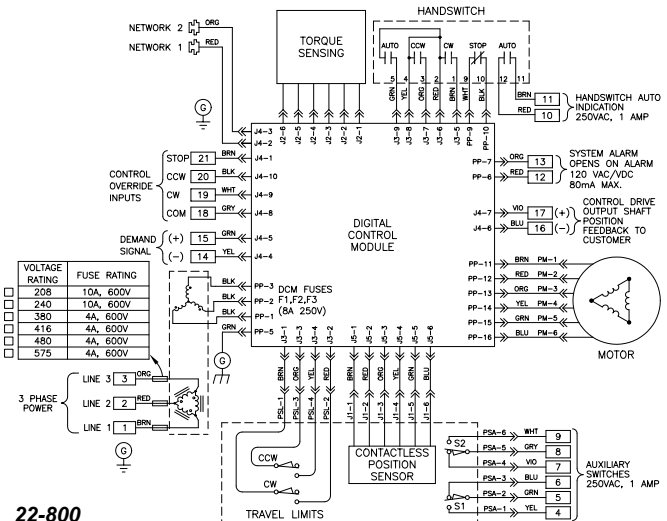 HANDSWITCH
NETWORK 2 ORG
NETWORK 1 RED
TORQUE
SENSING
AUTO CCW CW STOP AUTO
5 4 3 2 1 9 10 12 11
GRN YEL ORG RED BRN WHT BLK
BRN 11
RED 10
HANDSWITCH AUTO
INDICATION
250VAC, 1 AMP
G
J4-3
J4-2
J2-6 J2-5 J2-4 J2-3 J2-2 J2-1
J3-9 J3-8 J3-7 J3-6 J3-5 PP-9 PP-10
CONTROL
OVERRIDE
INPUTS
STOP 21 BRN J4-1
CCW 20 BLK J4-10
CW 19 WHT J4-9
COM 18 GRY J4-8
DEMAND
SIGNAL
(+) 15 GRN J4-5
(-) 14 YEL J4-4
DIGITAL
CONTROL
MODULE
PP-7 ORG 13
PP-6 RED 12
SYSTEM ALARM
OPENS ON ALARM
120 VAC/VDC
80mA MAX.
J4-7 VIO 17 (+)
J4-6 BLU 16 (-)
CONTROL DRIVE
OUTPUT SHAFT
POSITION
FEEDBACK TO
CUSTOMER
VOLTAGE
RATING
FUSE RATING
208 10A, 600V
240 10A, 600V
380 4A, 600V
416 4A, 600V
480 4A, 600V
575 4A, 600V
BLK PP-3
BLK PP-2
BLK PP-1
GRN PP-5
DCM FUSES
F1,F2,F3
(8A 250V)
G
PP-11 BRN PM-1
PP-12 RED PM-2
PP-13 ORG PM-3
PP-14 YEL PM-4
PP-15 GRN PM-5
PP-16 BLU PM-6
MOTOR
J3-1 J3-3 J3-4 J3-2
BRN ORG YEL RED
PSL-1 PSL-3 PSL-4 PSL-2
J5-1 J5-2 J5-3 J5-4 J5-5 J5-6
BRN RED ORG YEL GRN BLU
J1-1 J1-2 J1-3 J1-4 J1-5 J1-6
3 PHASE
POWER
LINE 3 3 ORG
LINE 2 2 RED
LINE 1 1 BRN
G
CCW
CW
TRAVEL LIMITS
CONTACTLESS
POSITION
SENSOR
S2
S1
PSA-6 WHT 9
PSA-5 GRY 8
PSA-4 VIO 7
PSA-3 BLU 6
PSA-2 GRN 5
PSA-1 YEL 4
AUXILIARY
SWITCHES
250VAC, 1 AMP
22-800